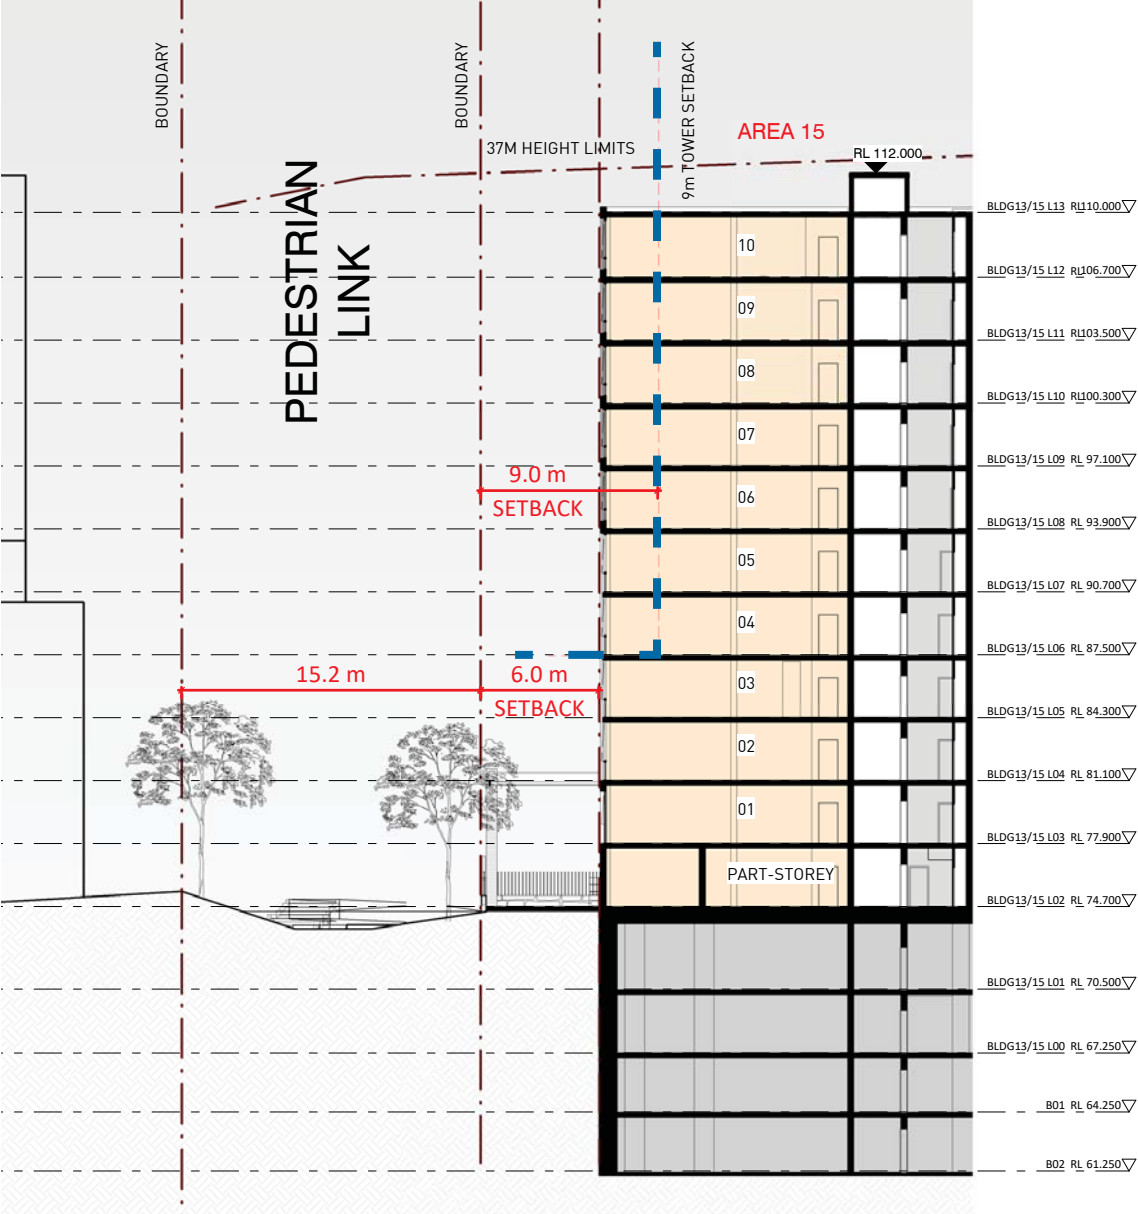 BOUNDARY
BOUNDARY
9m TOWER SETBACK
AREA 15
37M HEIGHT LIMITS
RL 112.000
PEDESTRIAN
LINK
BLDG13/15 L13 RL110.000
10
BLDG13/15 L12 RL106.700
09
BLDG13/15 L11 RL103.500
08
BLDG13/15 L10 RL100.300
07
BLDG13/15 L09 RL 97.100
9.0 m
SETBACK
06
BLDG13/15 L08 RL 93.900
05
BLDG13/15 L07 RL 90.700
04
BLDG13/15 L06 RL 87.500
15.2 m
6.0 m
SETBACK
03
BLDG13/15 L05 RL 84.300
02
BLDG13/15 L04 RL 81.100
01
BLDG13/15 L03 RL 77.900
PART-STOREY
BLDG13/15 L02 RL 74.700
BLDG13/15 L01 RL 70.500
BLDG13/15 L00 RL 67.250
B01 RL 64.250
B02 RL 61.250